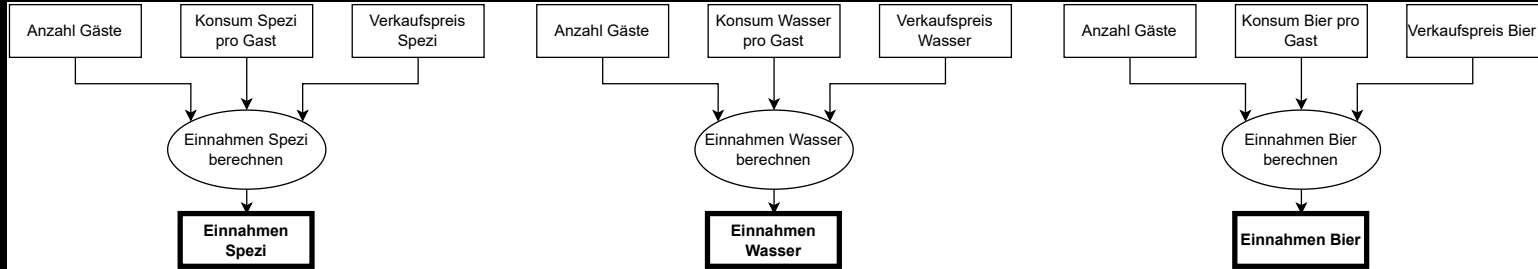 Anzahl Gäste
Konsum Spezi
pro Gast
Verkaufspreis
Spezi
Anzahl Gäste
Konsum Wasser
pro Gast
Verkaufspreis
Wasser
Anzahl Gäste
Konsum Bier pro
Gast
Verkaufspreis Bier
Einnahmen Spezi
berechnen
Einnahmen Wasser
berechnen
Einnahmen Bier
berechnen
Einnahmen
Spezi
Einnahmen
Wasser
Einnahmen Bier